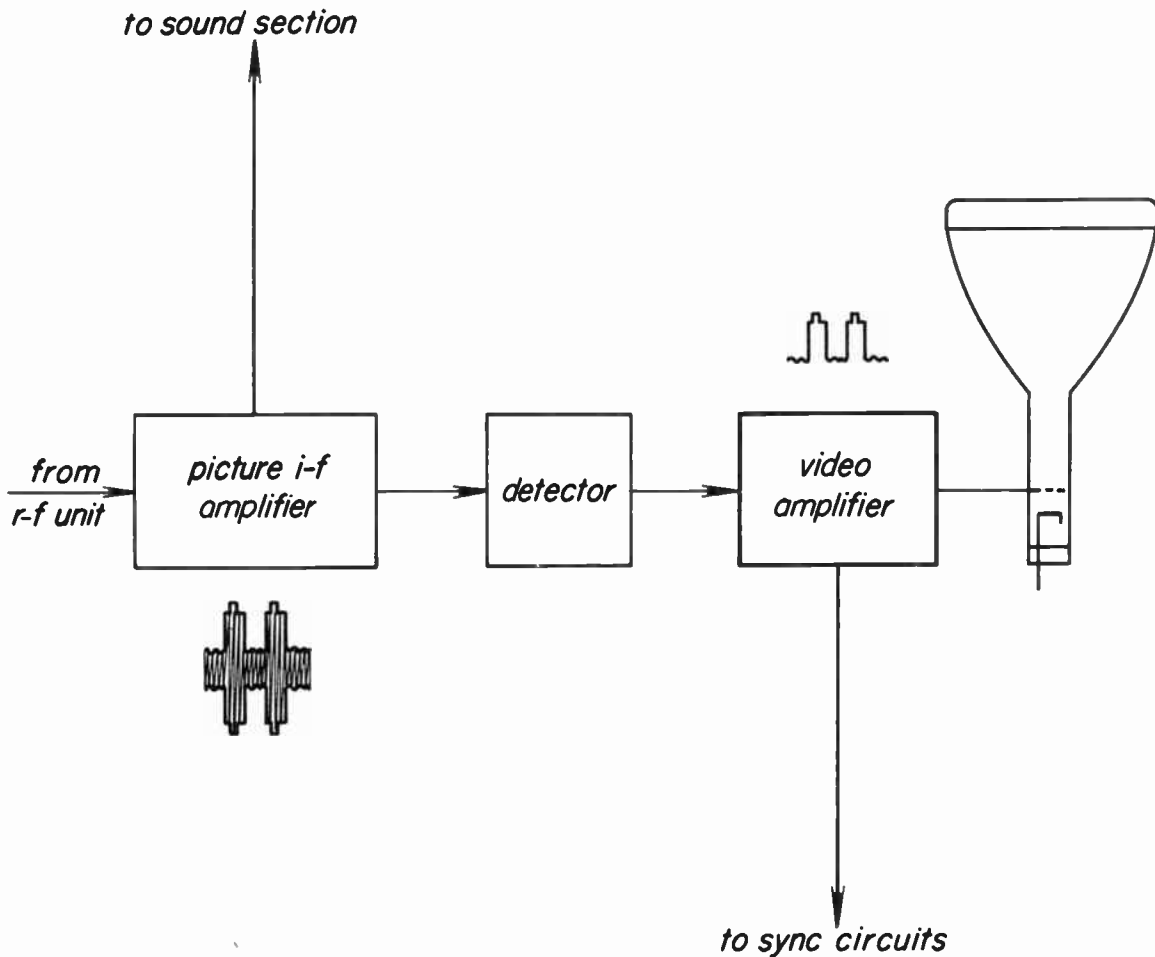 to sound section
from
r-f unit
picture i-f
amplifier
detector
video
amplifier
to sync circuits